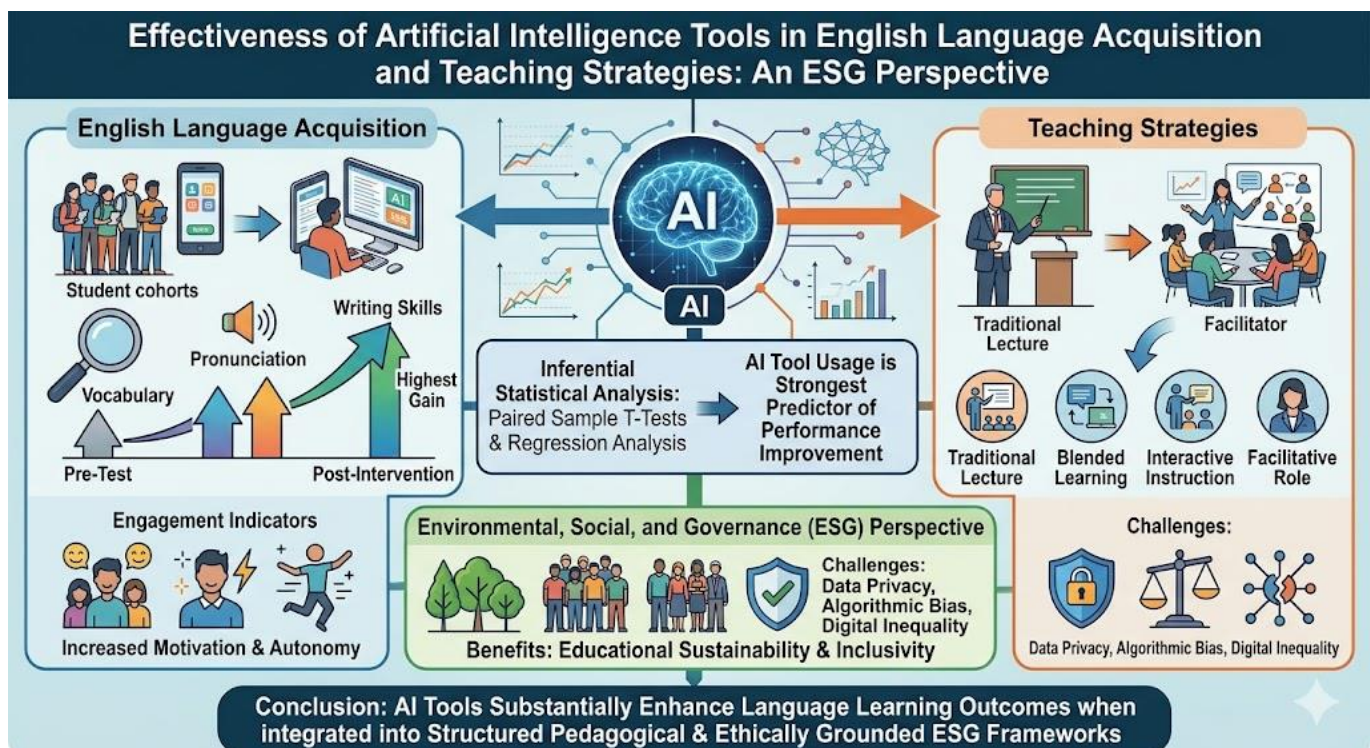 Effectiveness of Artificial Intelligence Tools in English Language Acquisition
and Teaching Strategies: An ESG Perspective
English Language Acquisition
AI
Student cohorts
Vocabulary
Pronunciation
Writing Skills
Highest
Gain
Pre-Test
Post-Intervention
Engagement Indicators
Increased Motivation & Autonomy
AI
AI
Inferential
Statistical Analysis:
Paired Sample T-Tests
& Regression Analysis
AI Tool Usage is
Strongest
Predictor of
Performance
Improvement
Environmental, Social, and Governance (ESG) Perspective
Challenges:
Data Privacy,
Algorithmic Bias,
Digital Inequality
Benefits: Educational Sustainability & Inclusivity
Teaching Strategies
Traditional
Lecture
Facilitator
Traditional
Lecture
Blended
Learning
Interactive
Instruction
Facilitative
Role
Challenges:
Data Privacy, Algorithmic Bias, Digital Inequality
Conclusion: AI Tools Substantially Enhance Language Learning Outcomes when
integrated into Structured Pedagogical & Ethically Grounded ESG Frameworks